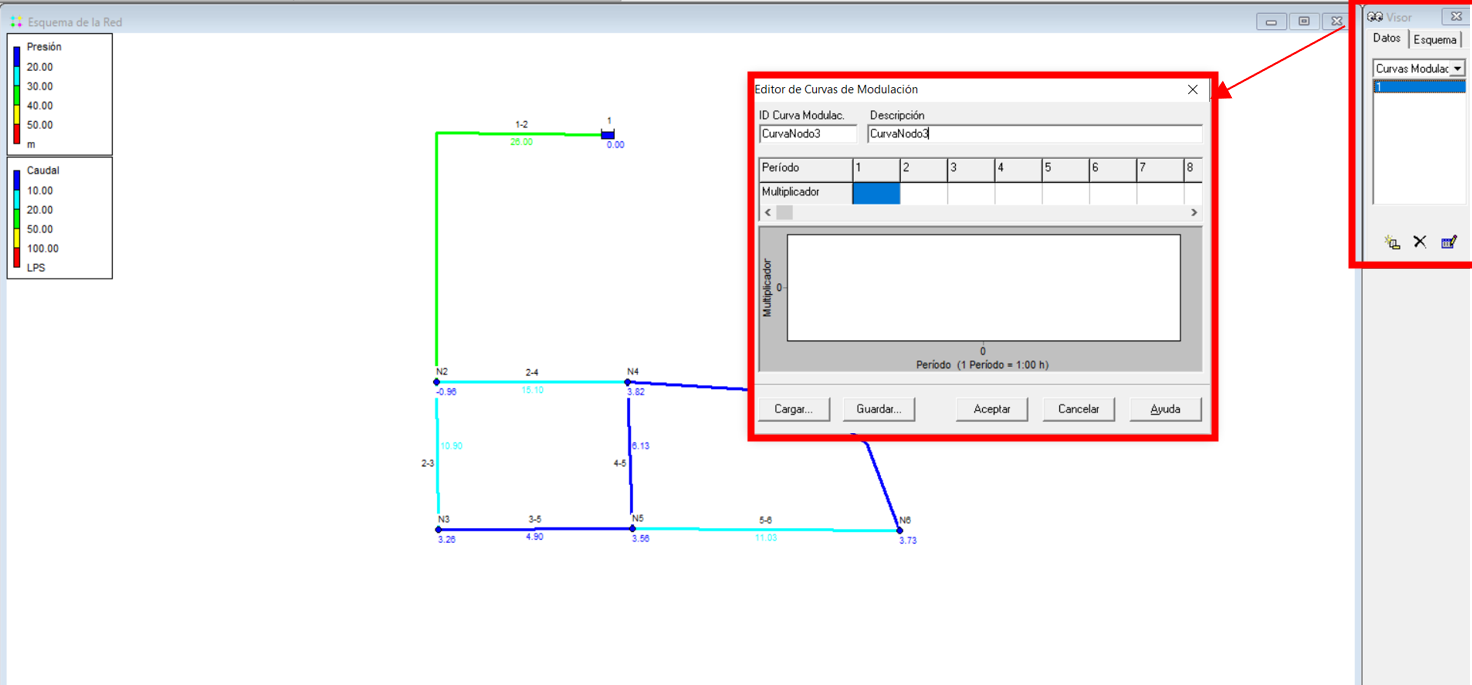 Esquema de la Red
Presión
20.00
30.00
40.00
50.00
m
Caudal
10.00
20.00
50.00
100.00
LPS
1-2
26.00
1
0.00
N2
-0.96
2-4
15.10
N4
3.82
10.90
2-3
6.13
4-5
N3
3.26
3-5
4.90
N5
3.56
5-6
11.03
N6
3.73
Editor de Curvas de Modulación
ID Curva Modulac. Descripción
CurvaNodo3 CurvaNodo3
Período 1 2 3 4 5 6 7 8
Multiplicador
Multiplicador
0
0
Período (1 Período = 1:00 h)
Cargar... Guardar... Aceptar Cancelar Ayuda
Visor
Datos Esquema
Curvas Modulac
1